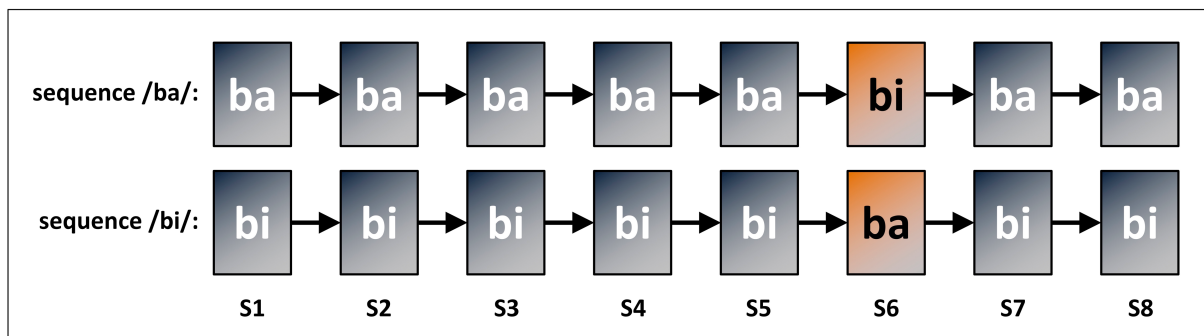 sequence /ba/: ba ba ba ba ba bi ba ba
sequence /bi/: bi bi bi bi bi ba bi bi
S1 S2 S3 S4 S5 S6 S7 S8